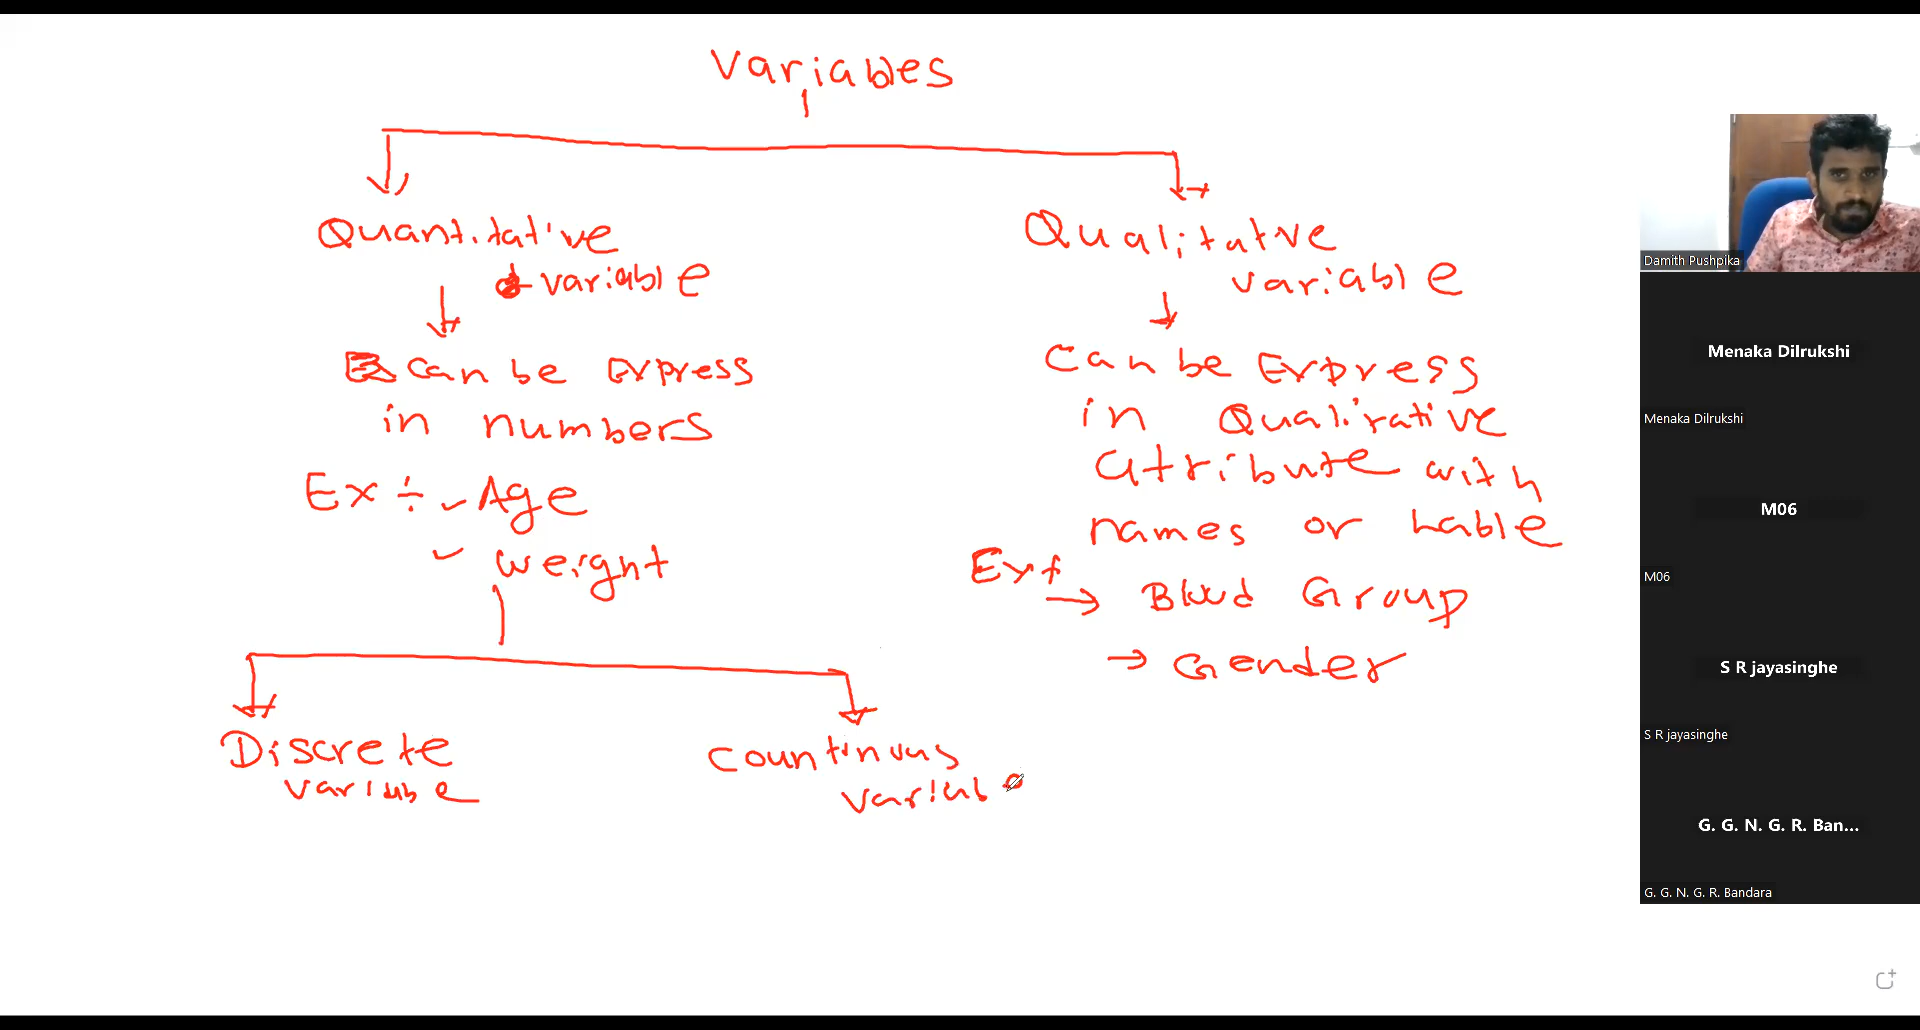 Variables
Quantitative
variable
can be express
in numbers
Ex ÷ Age
weight
Discrete
variable
Countinuus
variab
Qualitative
variable
Can be Express
in Qualitative
attribute with
names or lable
Ex
→ Blood Group
→ Gender
Damith Pushpika
Menaka Dilrukshi
Menaka Dilrukshi
M06
M06
S R jayasinghe
S R jayasinghe
G. G. N. G. R. Ban...
G. G. N. G. R. Bandara